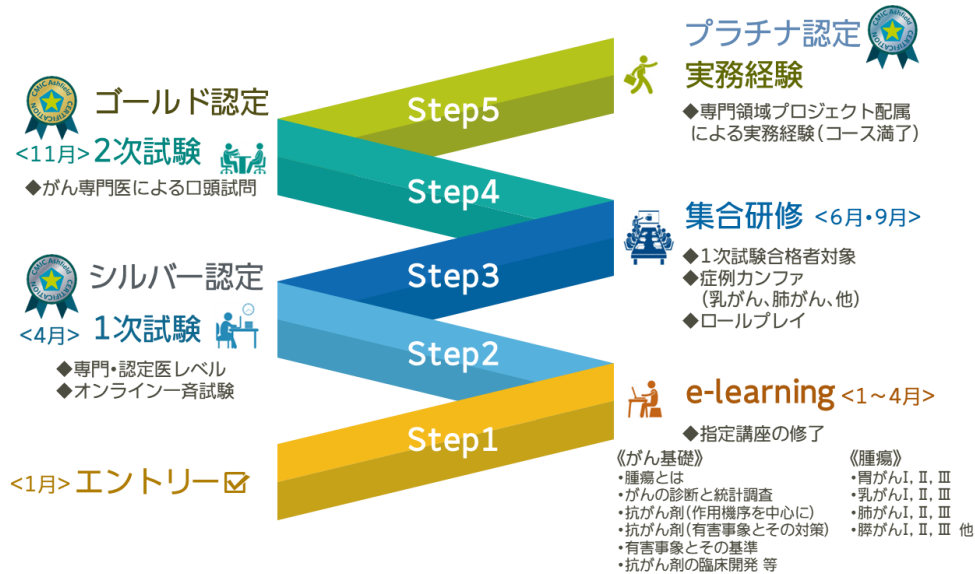 プラチナ認定
CMIC Ashfield
CERTIFICATION
実務経験
◆専門領域プロジェクト配属
による実務経験(コース満了)
Step5
CMIC Ashfield
CERTIFICATION
ゴールド認定
<11月>2次試験
◆がん専門医による口頭試問
Step4
集合研修 <6月・9月>
◆1次試験合格者対象
◆症例カンファ
(乳がん、肺がん、他)
◆ロールプレイ
Step3
CMIC Ashfield
CERTIFICATION
シルバー認定
<4月>1次試験
◆専門・認定医レベル
◆オンライン一斉試験
Step2
e-learning <1～4月>
◆指定講座の修了
《がん基礎》
・腫瘍とは
・がんの診断と統計調査
・抗がん剤(作用機序を中心に)
・抗がん剤(有害事象とその対策)
・有害事象とその基準
・抗がん剤の臨床開発 等
《腫瘍》
・胃がんⅠ, Ⅱ, Ⅲ
・乳がんⅠ, Ⅱ, Ⅲ
・肺がんⅠ, Ⅱ, Ⅲ
・膵がんⅠ, Ⅱ, Ⅲ 他
Step1
<1月>エントリー